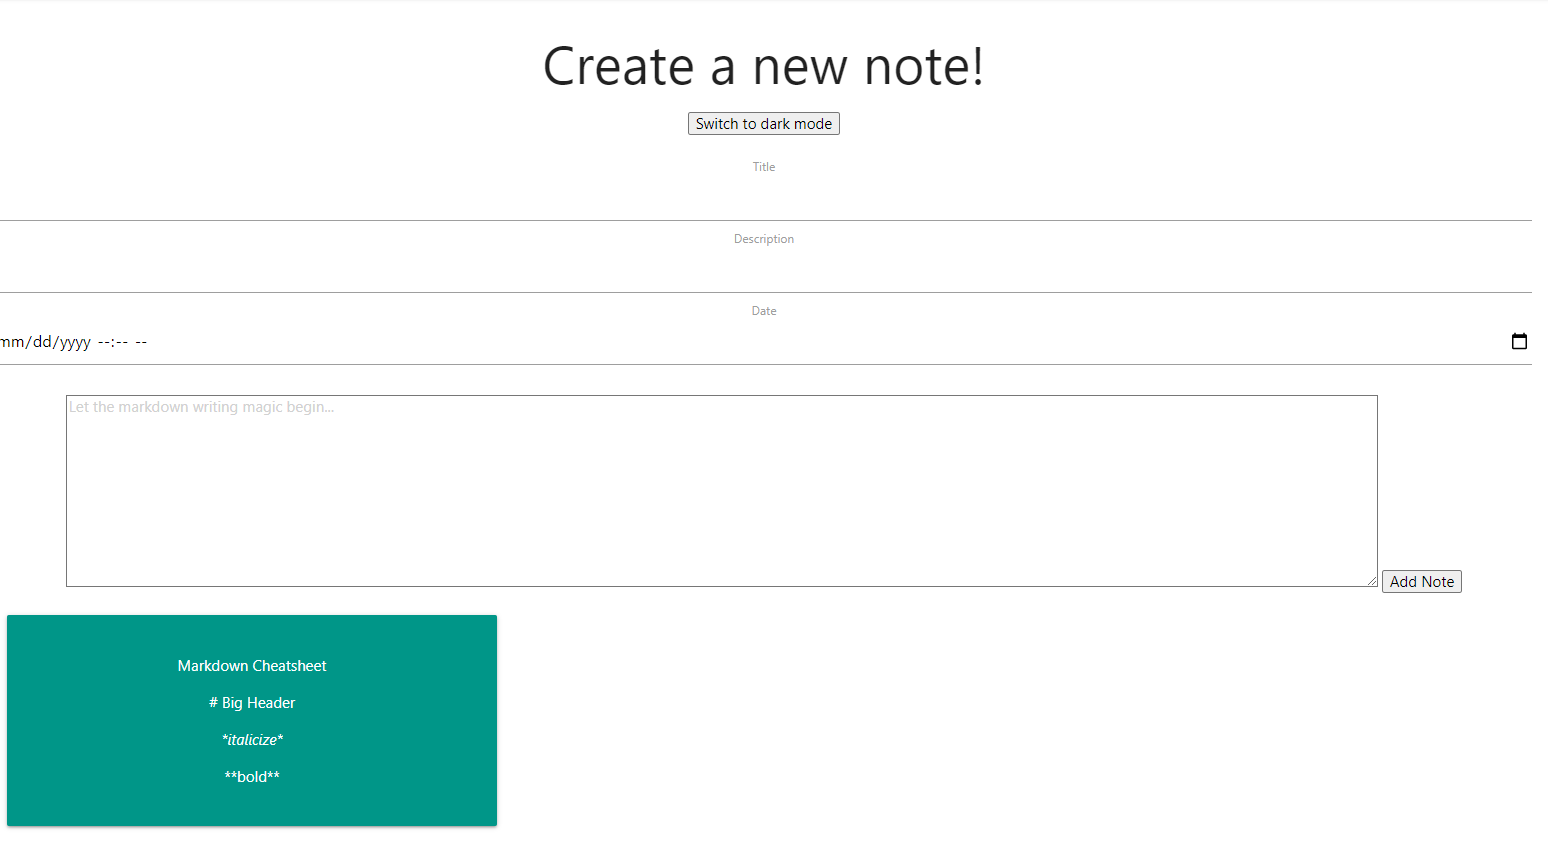 Create a new note!
Switch to dark mode
Title
Description
Date
mm/dd/yyyy --:-- --
Let the markdown writing magic begin...
Add Note
Markdown Cheatsheet
# Big Header
*italicize*
**bold**